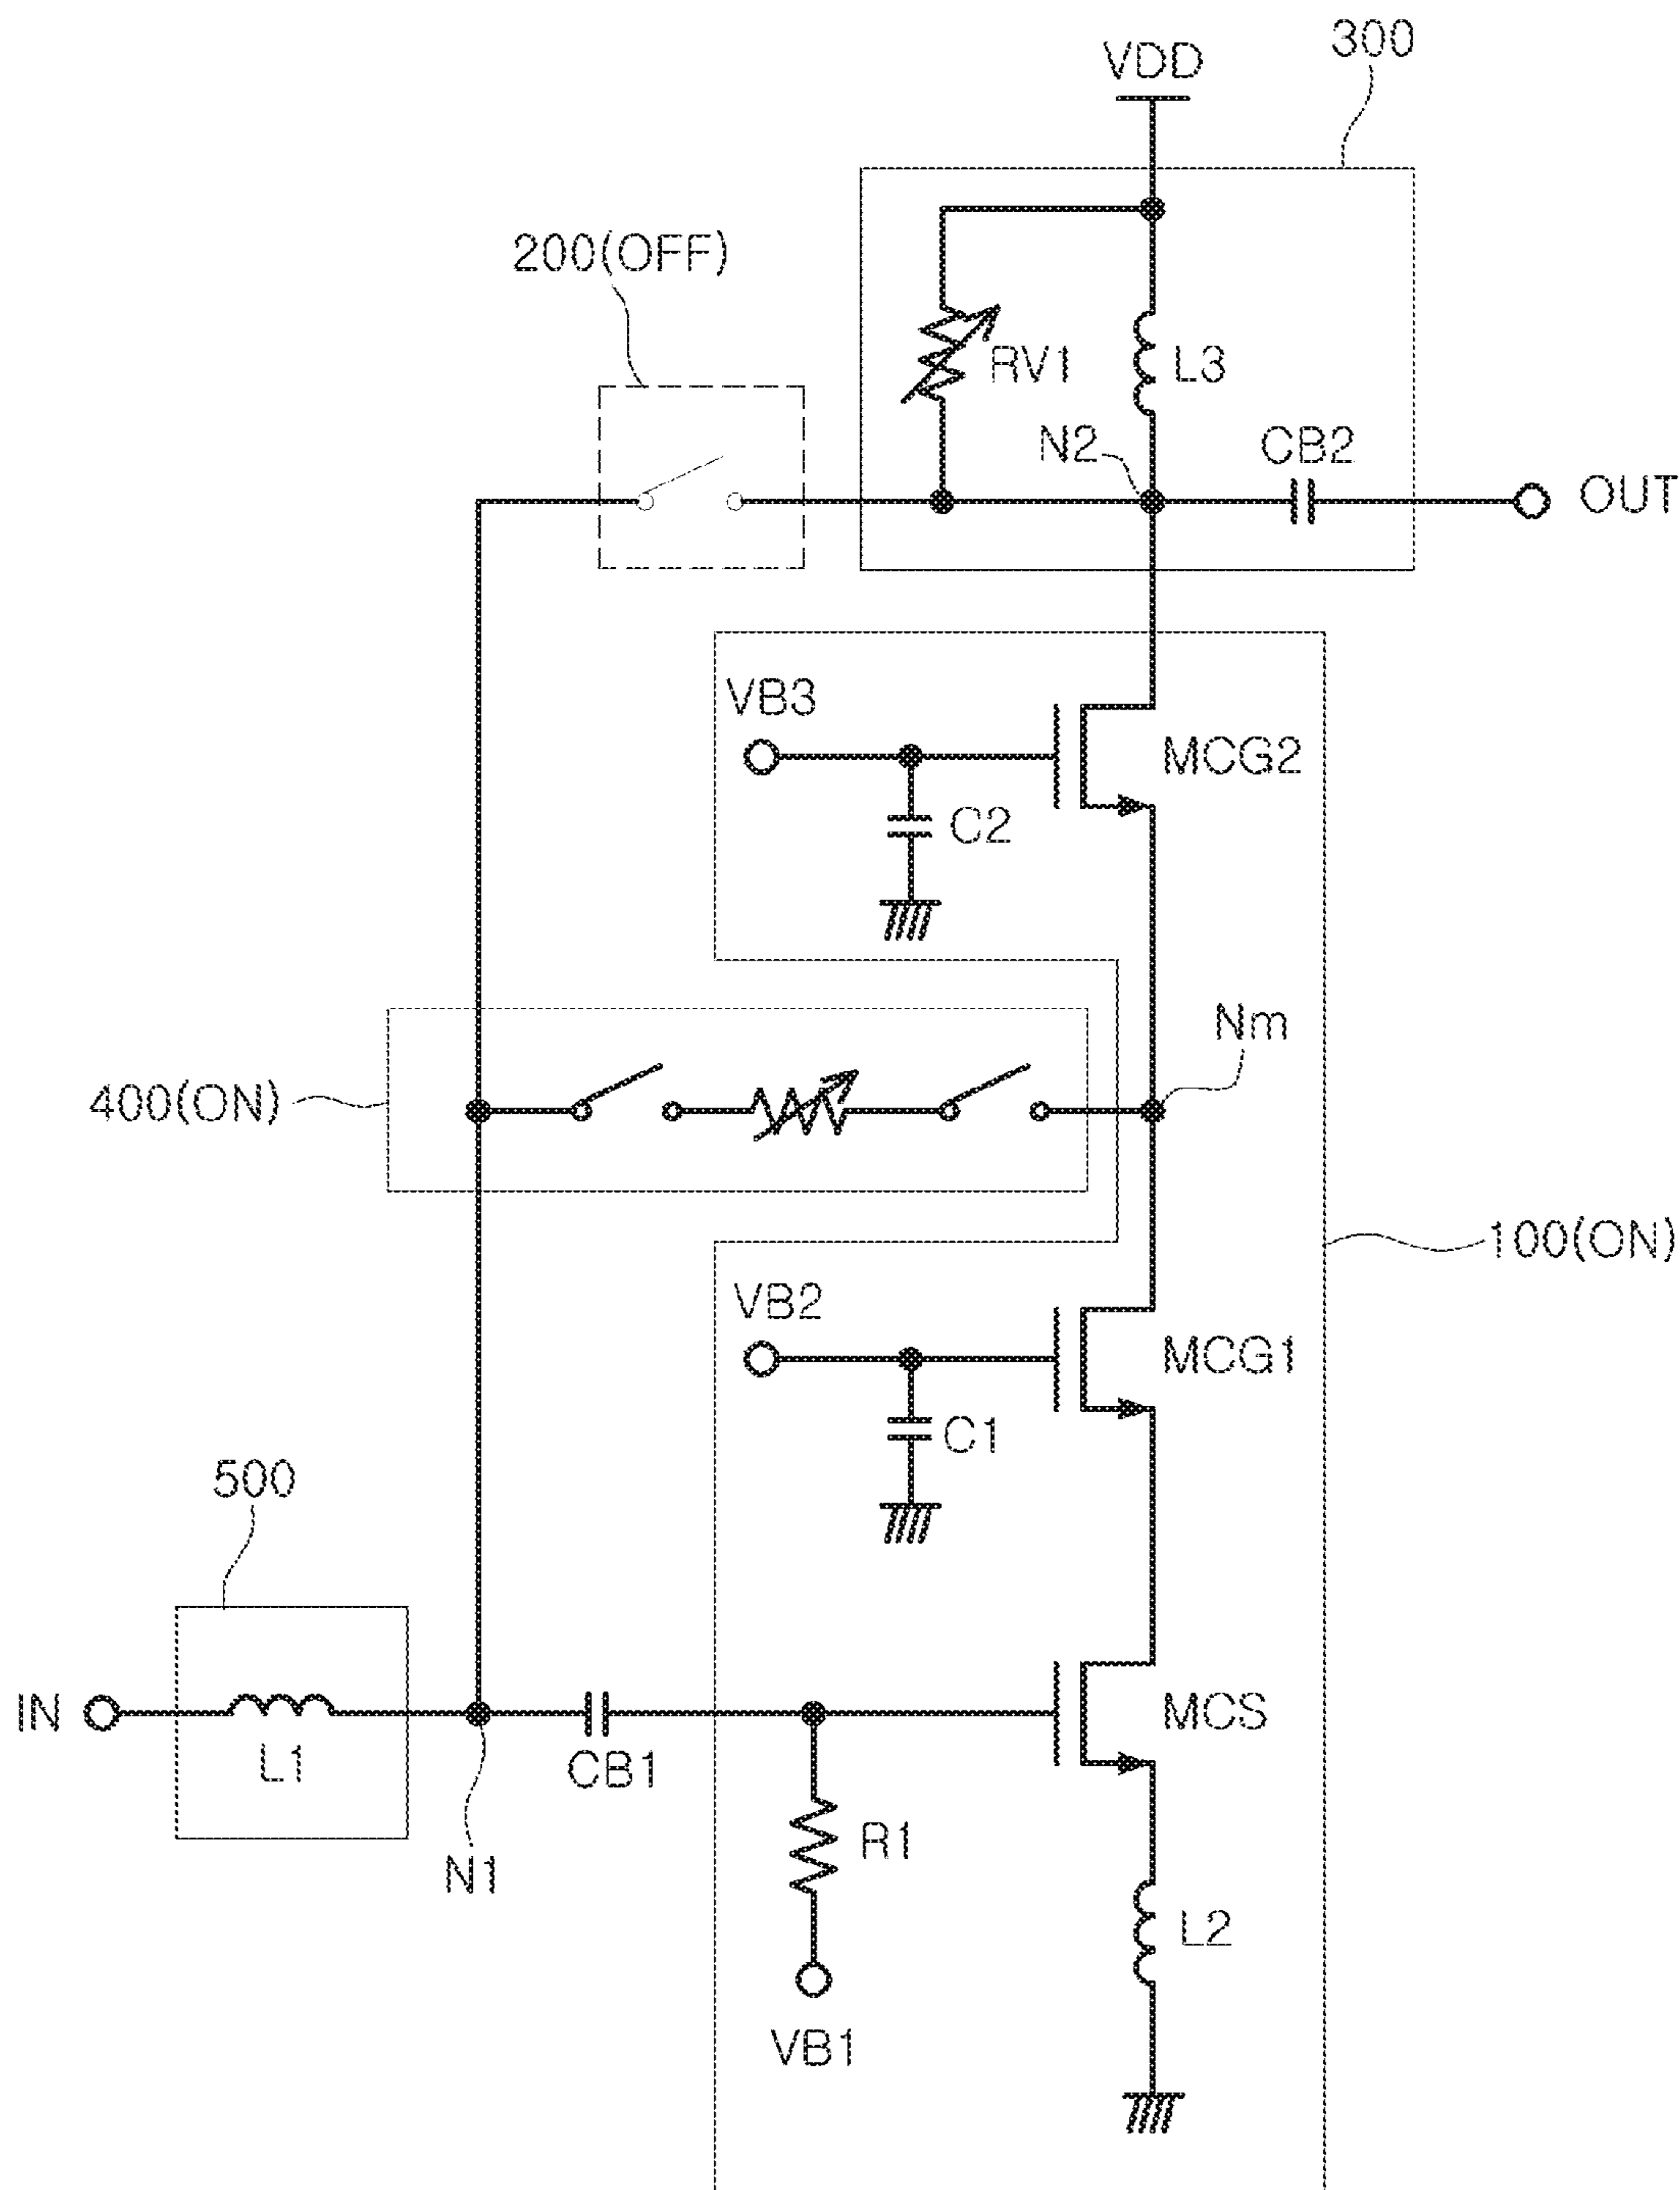 300
VDD
200(OFF)
RV1
L3
N2
CB2
OUT
VB3
MCG2
C2
Nm
400(ON)
100(ON)
VB2
MCG1
C1
500
IN
L1
CB1
MCS
N1
R1
L2
VB1